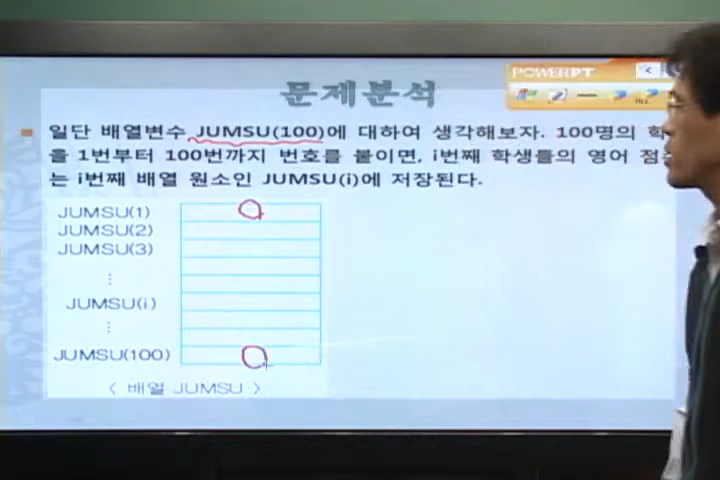 문제분석
POWERPT
일단 배열변수 JUMSU(100)에 대하여 생각해보자. 100명의
을 1번부터 100번까지 번호를 붙이면, i번째 학생들의 영어
는 i번째 배열 원소인 JUMSU(i)에 저장된다.
JUMSU(1)
JUMSU(2)
JUMSU(3)
⋮
JUMSU(i)
⋮
JUMSU(100)
〈 배열 JUMSU 〉